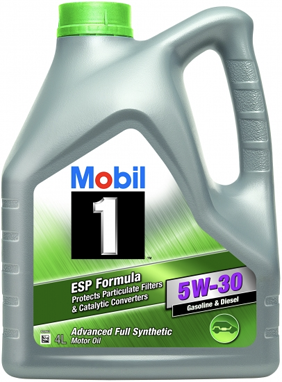 Mobil
1
™
ESP Formula
Protects Particulate Filters
& Catalytic Converters
5W-30
Gasoline & Diesel
4L
Advanced Full Synthetic
Motor Oil